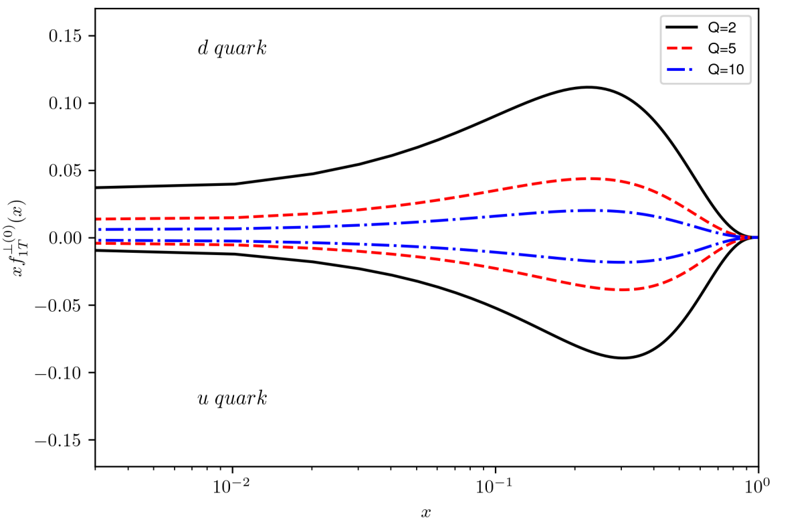 d quark
Q=2
Q=5
Q=10
0.15
0.10
0.05
0.00
−0.05
−0.10
−0.15
xf_{1T}^{⊥(0)}(x)
u quark
10⁻²
10⁻¹
10⁰
x